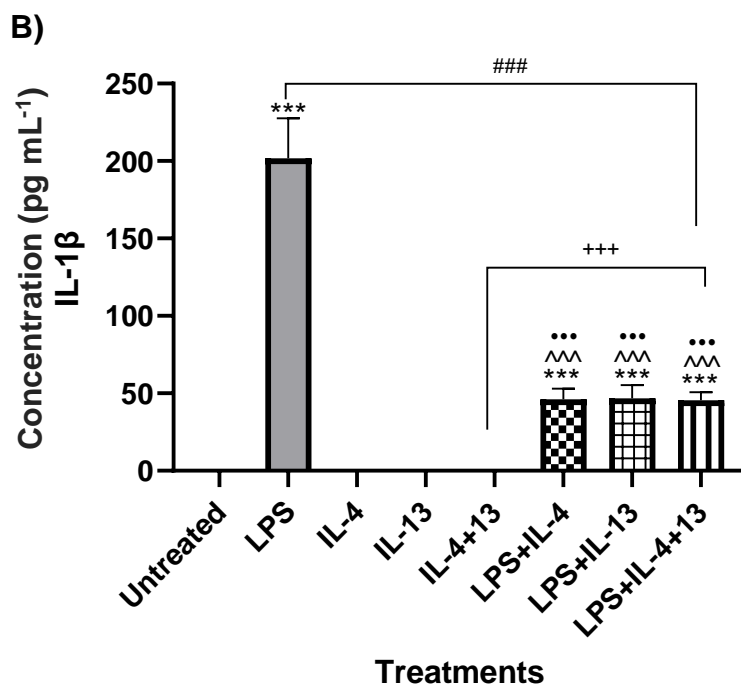 B)
Concentration (pg mL⁻¹)
IL-1β
250
200
150
100
50
0
###
***
+++
•••
^^^
***
•••
^^^
***
•••
^^^
***
Untreated
LPS
IL-4
IL-13
IL-4+13
LPS+IL-4
LPS+IL-13
LPS+IL-4+13
Treatments